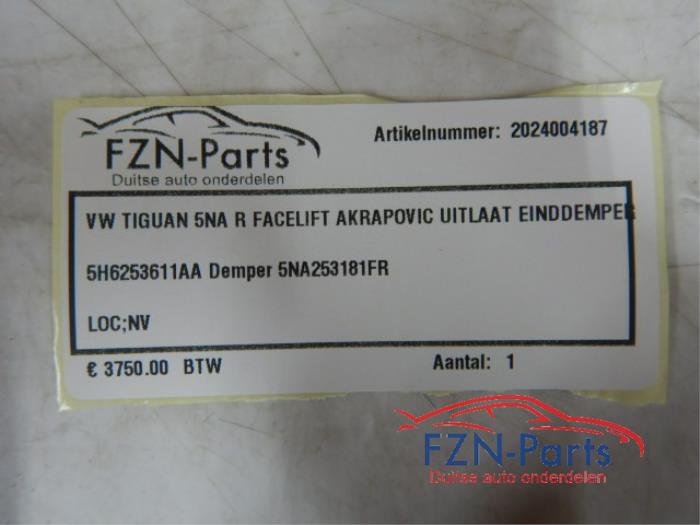 FZN-Parts
Duitse auto onderdelen
Artikelnummer: 2024004187
VW TIGUAN 5NA R FACELIFT AKRAPOVIC UITLAAT EINDDEMPER
5H6253611AA Demper 5NA253181FR
LOC;NV
€ 3750.00 BTW
Aantal: 1
FZN-Parts
Duitse auto onderdelen